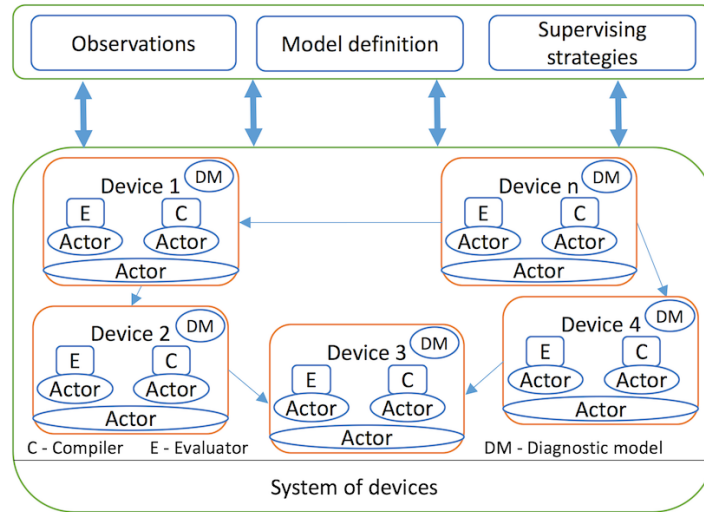 Observations
Model definition
Supervising
strategies
Device 1
DM
E
C
Actor
Actor
Actor
Device n
DM
E
C
Actor
Actor
Actor
Device 2
DM
E
C
Actor
Actor
Actor
Device 3
DM
E
C
Actor
Actor
Actor
Device 4
DM
E
C
Actor
Actor
Actor
C - Compiler
E - Evaluator
DM - Diagnostic model
System of devices